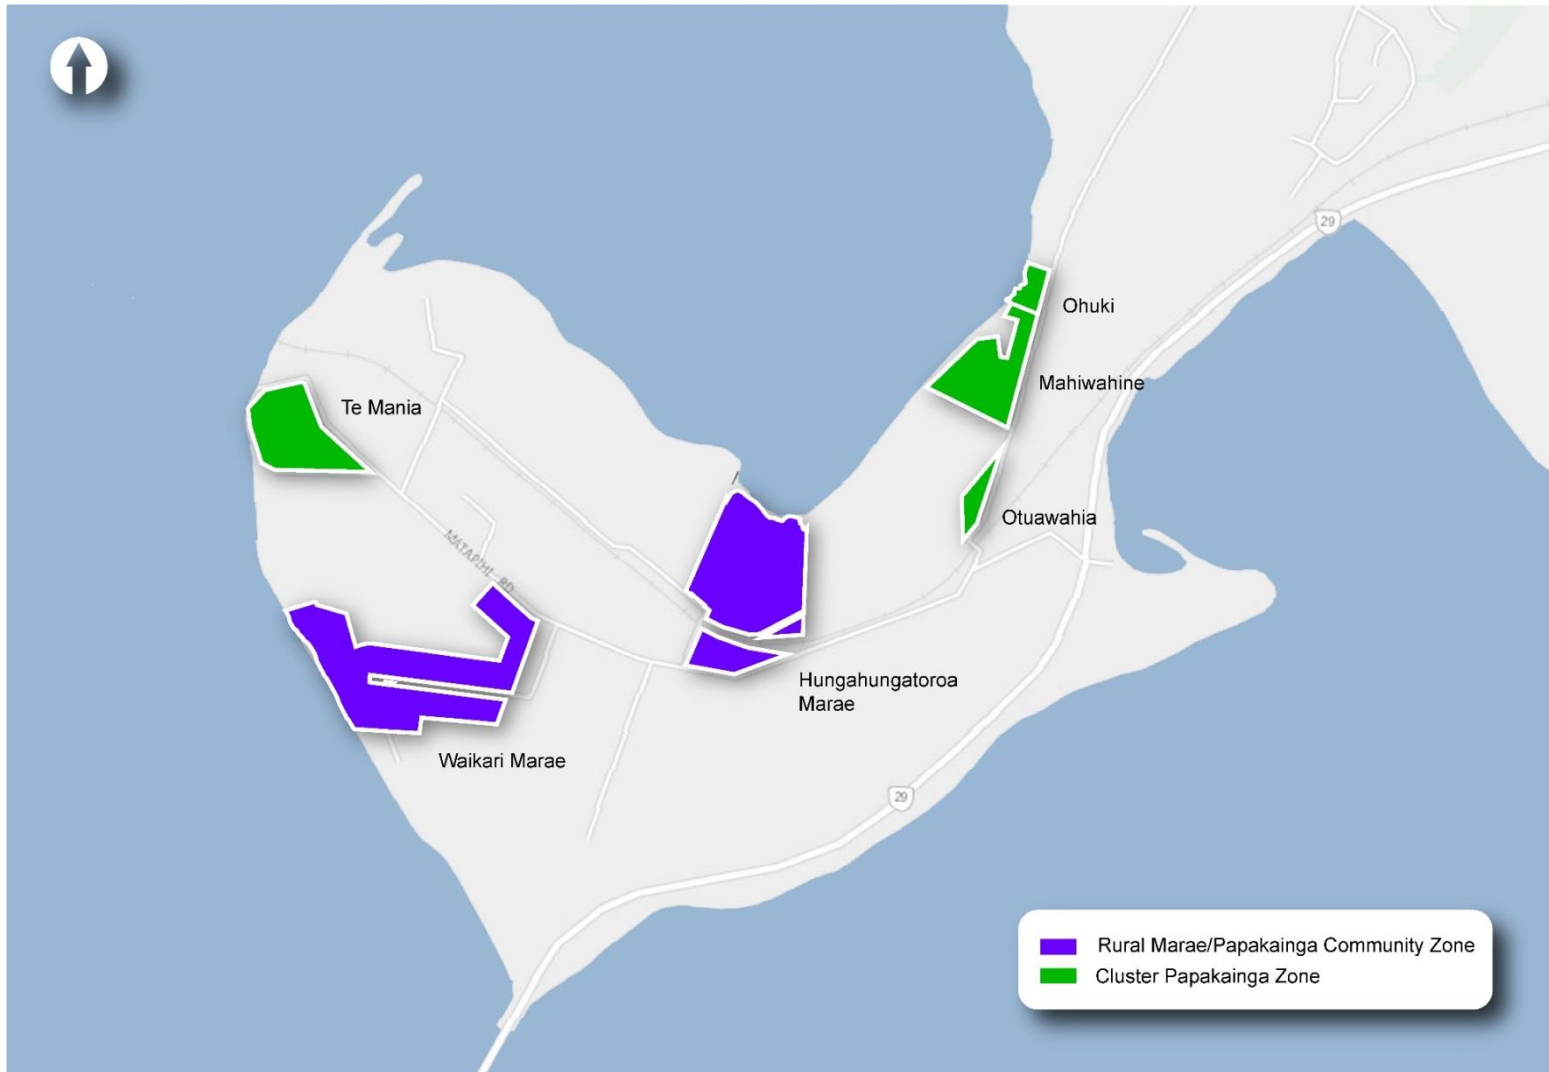 29
Ohuki
Mahiwahine
Te Mania
Otuawahia
MATAPIHI RD
Hungahungatoroa
Marae
Waikari Marae
29
Rural Marae/Papakainga Community Zone
Cluster Papakainga Zone